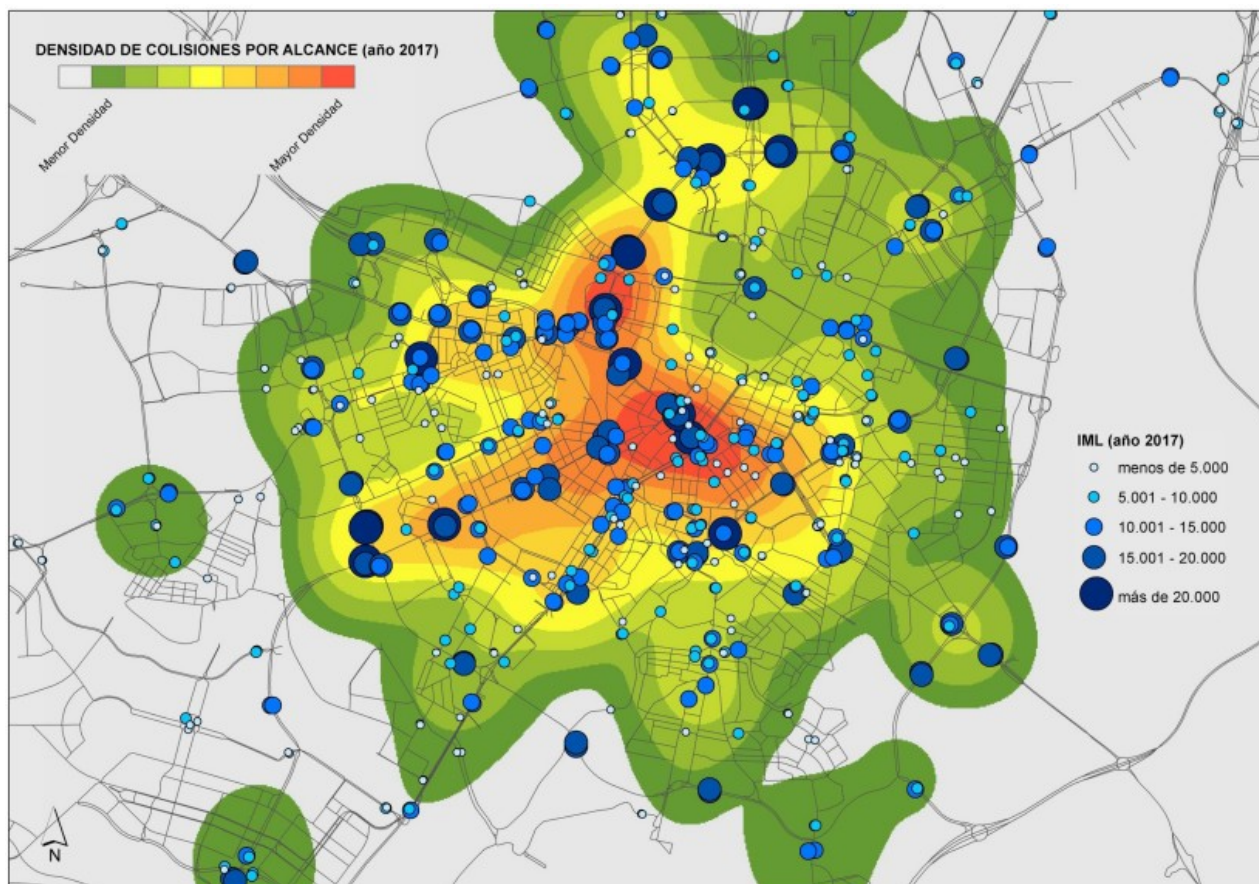 DENSIDAD DE COLISIONES POR ALCANCE (año 2017)
Menor Densidad
Mayor Densidad
IML (año 2017)
menos de 5.000
5.001 - 10.000
10.001 - 15.000
15.001 - 20.000
más de 20.000
N